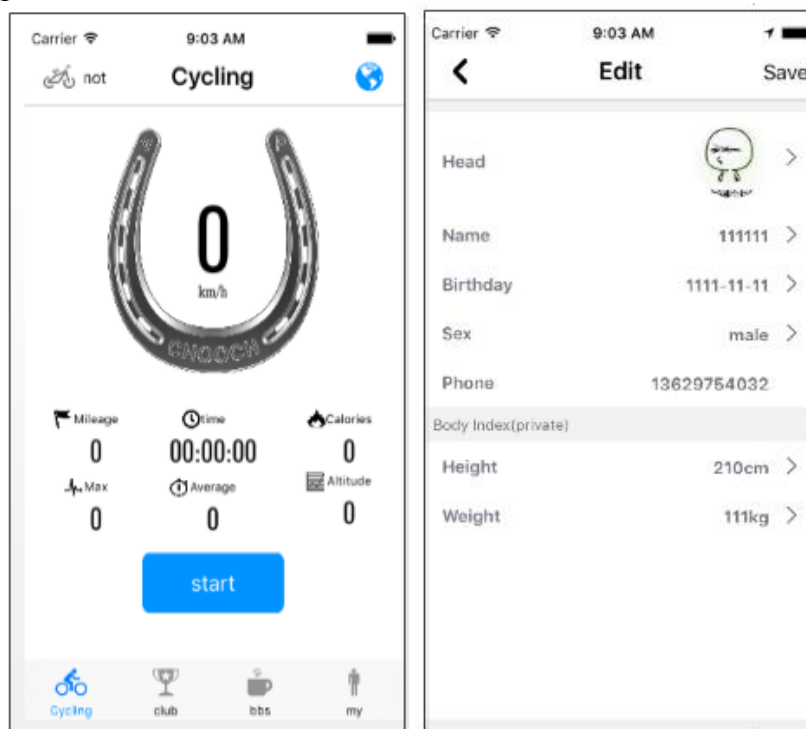 Carrier 9:03 AM
not Cycling
0
km/h
CHOOCH
Mileage time Calories
0 00:00:00 0
Max Average Altitude
0 0 0
start
Cycling club bbs my
Carrier 9:03 AM
Edit Save
Head
Name 111111
Birthday 1111-11-11
Sex male
Phone 13629754032
Body Index(private)
Height 210cm
Weight 111kg